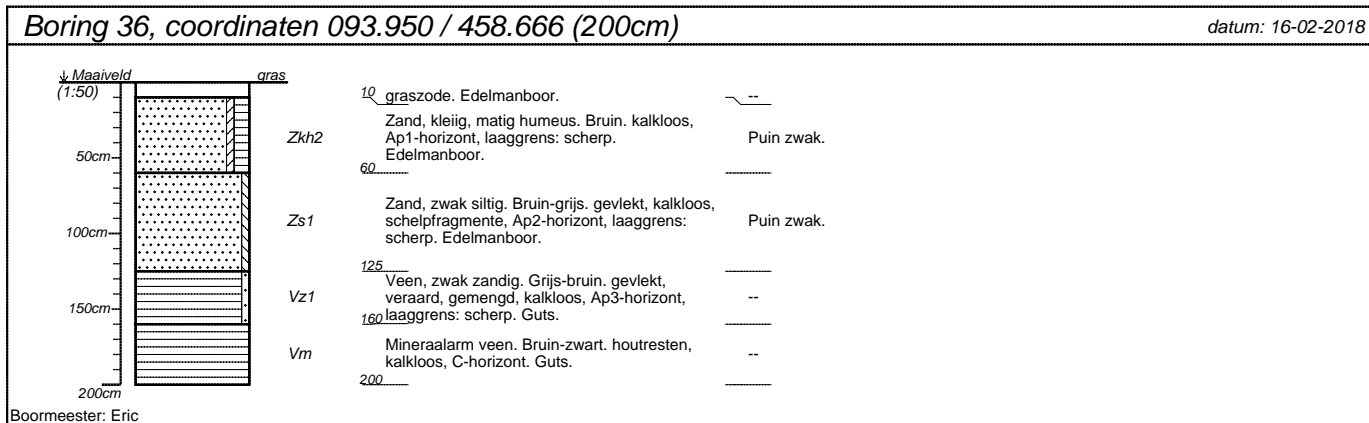 Boring 36, coordinaten 093.950 / 458.666 (200cm)
datum: 16-02-2018
Maaiveld
gras
(1:50)
10
graszode. Edelmanboor.
--
Zkh2
Zand, kleiig, matig humeus. Bruin. kalkloos,
Ap1-horizont, laaggrens: scherp.
Edelmanboor.
Puin zwak.
50cm
60
Zs1
Zand, zwak siltig. Bruin-grijs. gevlekt, kalkloos,
schelpfragmente, Ap2-horizont, laaggrens:
scherp. Edelmanboor.
Puin zwak.
100cm
125
Vz1
Veen, zwak zandig. Grijs-bruin. gevlekt,
veraard, gemengd, kalkloos, Ap3-horizont,
laaggrens: scherp. Guts.
--
150cm
160
Vm
Mineraalarm veen. Bruin-zwart. houtresten,
kalkloos, C-horizont. Guts.
--
200
200cm
Boormeester: Eric